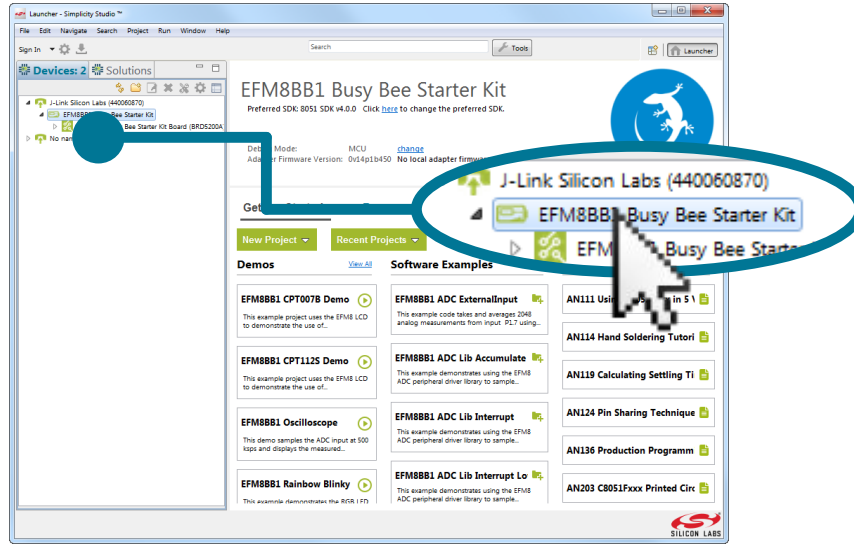 Launcher - Simplicity Studio ™
File Edit Navigate Search Project Run Window Help
Sign In
Search
Tools
Launcher
Devices: 2
Solutions
J-Link Silicon Labs (440060870)
Bee Starter Kit
Bee Starter Kit Board (BRD5200A
EFM8BB1 Busy Bee Starter Kit
Preferred SDK: 8051 SDK v4.0.0 Click here to change the preferred SDK.
Mode: MCU change
Adapter Firmware Version: 0v14p1b450 No local adapter firmw
J-Link Silicon Labs (440060870)
EFM8BB1 Busy Bee Starter Kit
EFM Busy Bee Starte
New Project
Recent Projects
Demos
View All
Software Examples
EFM8BB1 CPT007B Demo
This example project uses the EFM8 LCD
to demonstrate the use of...
EFM8BB1 CPT112S Demo
This example project uses the EFM8 LCD
to demonstrate the use of...
EFM8BB1 Oscilloscope
This demo samples the ADC input at 500
ksps and displays the measured...
EFM8BB1 Rainbow Blinky
This example demonstrates the RGB LED
EFM8BB1 ADC ExternalInput
This example code takes and averages 2048
analog measurements from input P1.7 using...
EFM8BB1 ADC Lib Accumulate
This example demonstrates using the EFM8
ADC peripheral driver library to sample...
EFM8BB1 ADC Lib Interrupt
This example demonstrates using the EFM8
ADC peripheral driver library to sample...
EFM8BB1 ADC Lib Interrupt Lo
This example demonstrates using the EFM8
ADC peripheral driver library to sample...
AN111 Usin in 5 V
AN114 Hand Soldering Tutori
AN119 Calculating Settling Ti
AN124 Pin Sharing Technique
AN136 Production Programm
AN203 C8051Fxxx Printed Circ
SILICON LABS